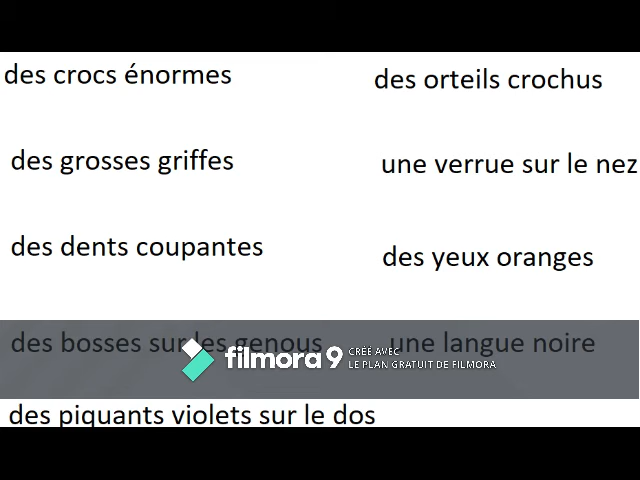 des crocs énormes
des orteils crochus
des grosses griffes
une verrue sur le nez
des dents coupantes
des yeux oranges
des bosses sur les genous
une langue noire
filmora 9
CRÉÉ AVEC
LE PLAN GRATUIT DE FILMORA
des piquants violets sur le dos